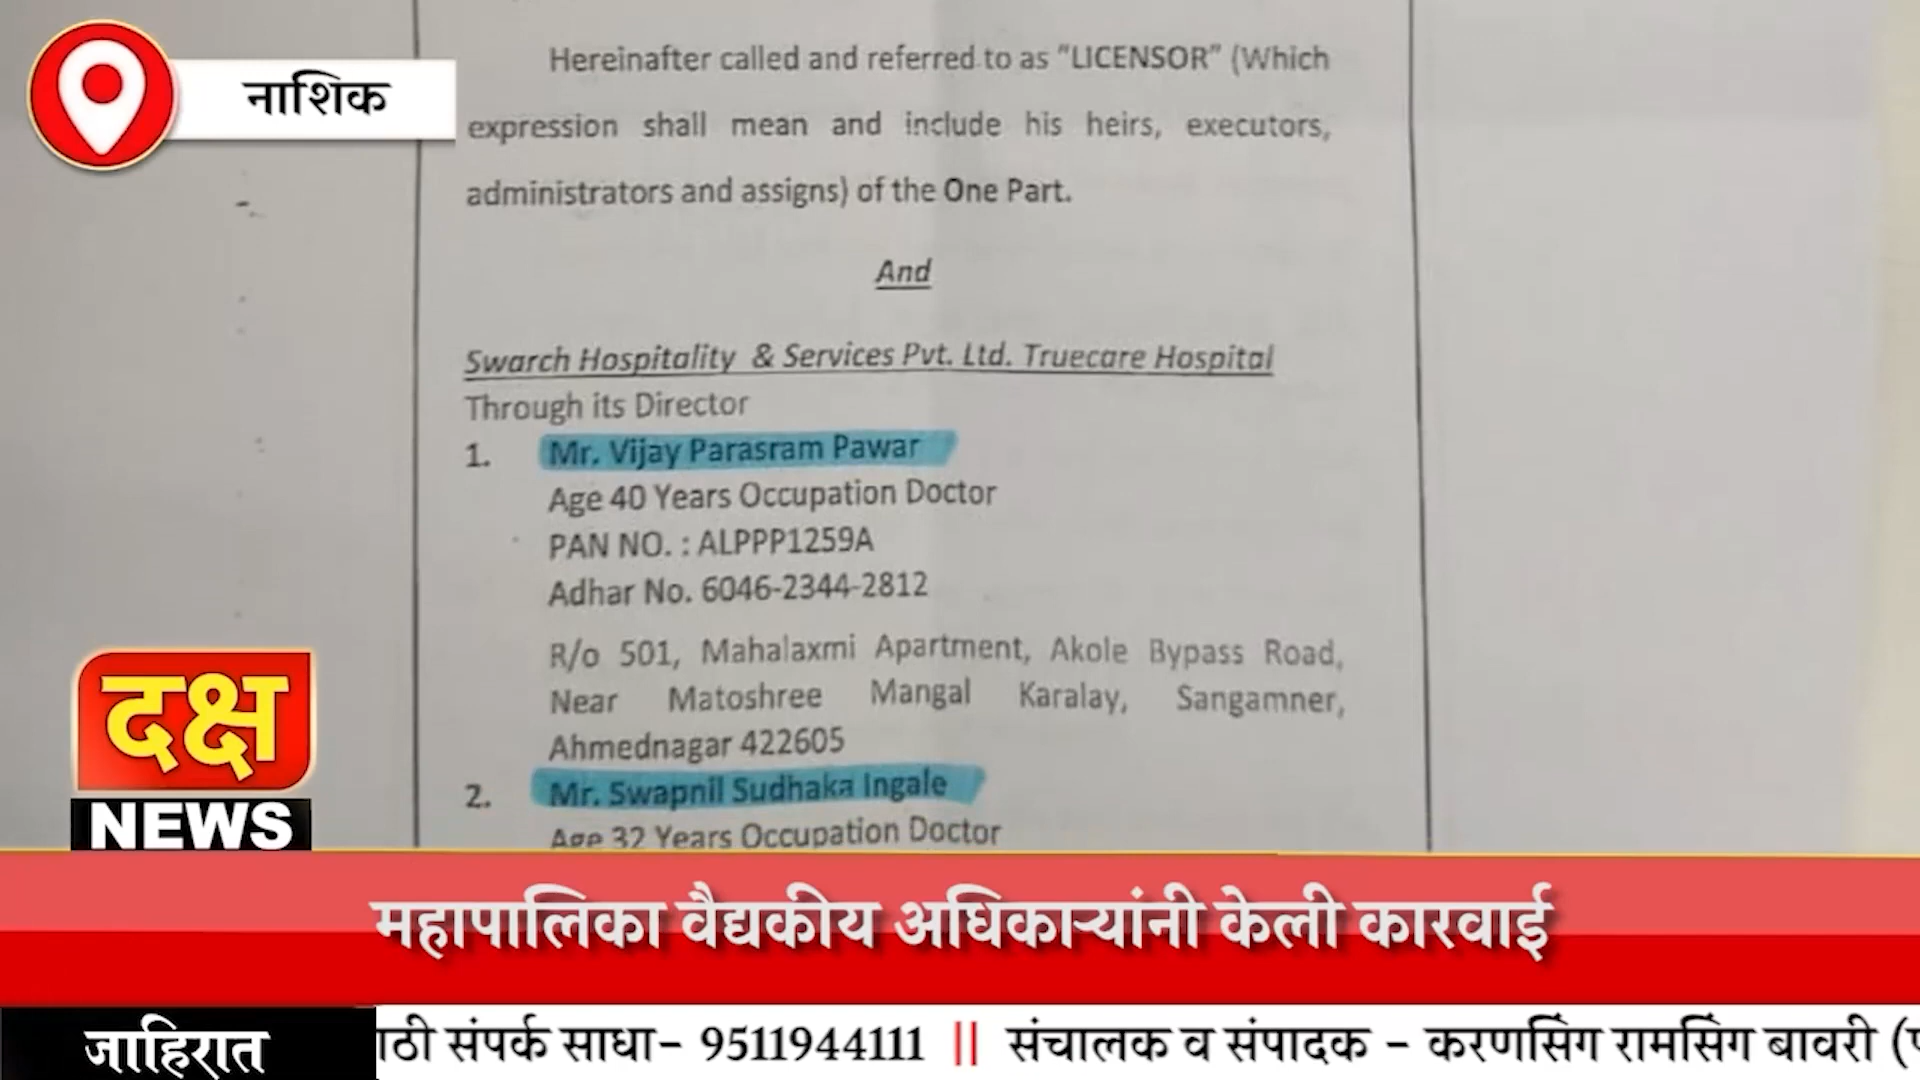 नाशिक
Hereinafter called and referred to as "LICENSOR" (Which
expression shall mean and include his heirs, executors,
administrators and assigns) of the One Part.
And
Swarch Hospitality & Services Pvt. Ltd. Truecare Hospital
Through its Director
1. Mr. Vijay Parasram Pawar
Age 40 Years Occupation Doctor
PAN NO. : ALPPP1259A
Adhar No. 6046-2344-2812
R/o 501, Mahalaxmi Apartment, Akole Bypass Road,
Near Matoshree Mangal Karalay, Sangamner,
Ahmednagar 422605
2. Mr. Swapnil Sudhaka Ingale
Age 32 Years Occupation Doctor
दक्ष
NEWS
महापालिका वैद्यकीय अधिकाऱ्यांनी केली कारवाई
जाहिरात
ाठी संपर्क साधा- 9511944111 || संचालक व संपादक - करणसिंग रामसिंग बावरी (